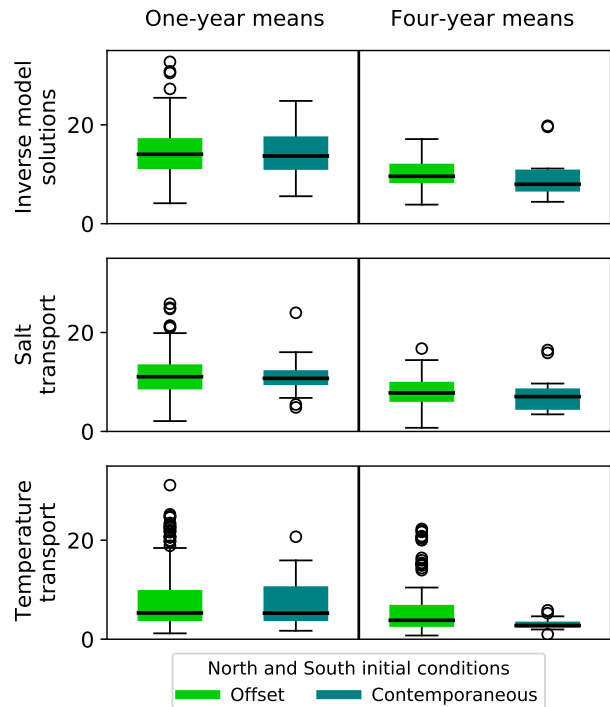 One-year means Four-year means
Inverse model
solutions
20
0
Salt
transport
20
0
Temperature
transport
20
0
North and South initial conditions
Offset Contemporaneous